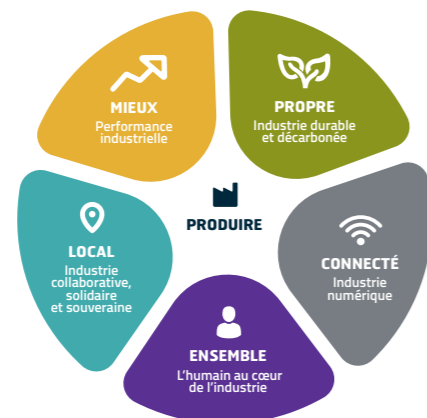 MIEUX
Performance
industrielle
PROPRE
Industrie durable
et décarbonée
PRODUIRE
LOCAL
Industrie
collaborative,
solidaire
et souveraine
CONNECTÉ
Industrie
numérique
ENSEMBLE
L'humain au cœur
de l'industrie